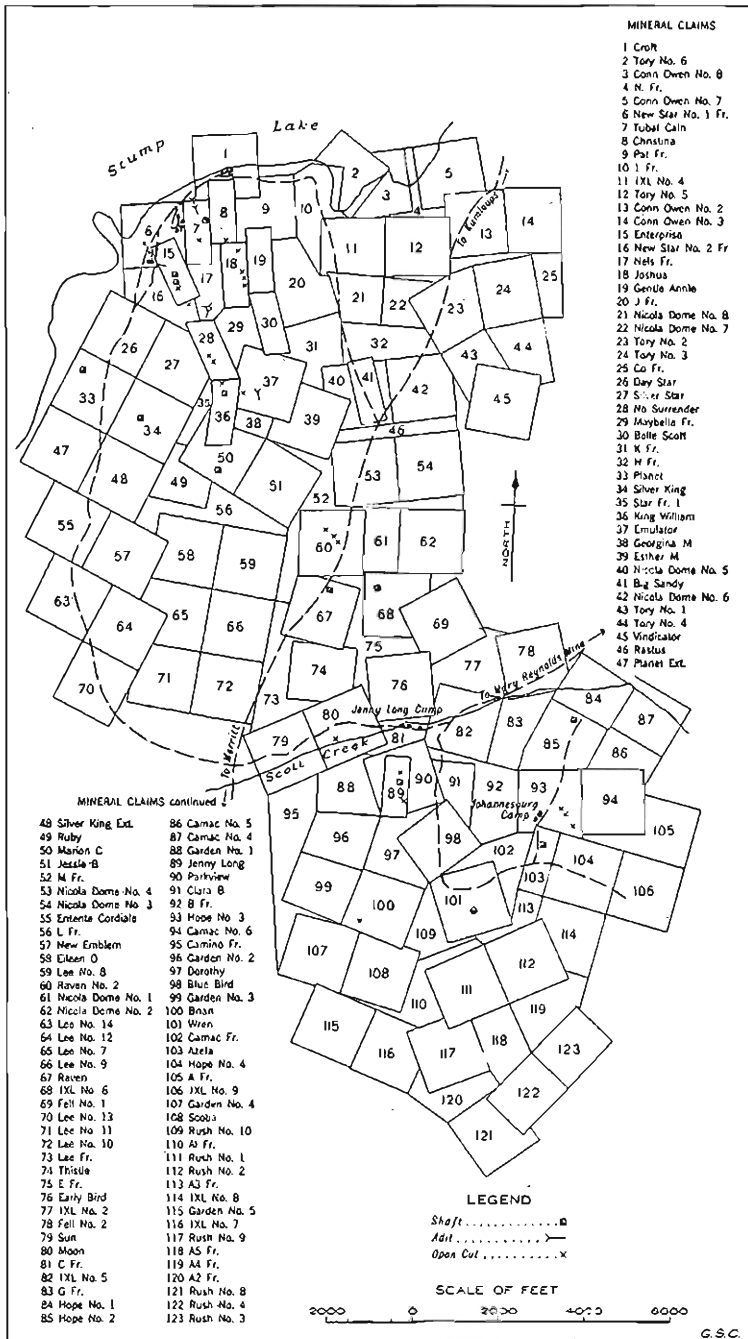 MINERAL CLAIMS
1 Croft
2 Tory No. 6
3 Conn Owen No. 8
4 N. Fr.
5 Conn Owen No. 7
6 New Star No. 1 Fr.
7 Tubal Cain
8 Christina
9 Pat Fr.
10 I Fr.
11 IXL No. 4
12 Tory No. 5
13 Conn Owen No. 2
14 Conn Owen No. 3
15 Enterprise
16 New Star No. 2 Fr
17 Nels Fr.
18 Joshua
19 Gentle Annie
20 J Fr.
21 Nicola Dome No. 8
22 Nicola Dome No. 7
23 Tory No. 2
24 Tory No. 3
25 Co Fr.
26 Day Star
27 Silver Star
28 No Surrender
29 Maybelle Fr.
30 Belle Scott
31 K Fr.
32 H Fr.
33 Planet
34 Silver King
35 Star Fr. 1
36 King William
37 Emulator
38 Georgina M
39 Esther M
40 Nicola Dome No. 5
41 Big Sandy
42 Nicola Dome No. 6
43 Tory No. 1
44 Tory No. 4
45 Vindicator
46 Rastus
47 Planet Ext.
Stump Lake
To Kamloops
NORTH
To Mary Reynolds Mine
Jenny Long Camp
Scott Creek
To Merritt
Johannesburg
Camp
MINERAL CLAIMS continued
48 Silver King Ext.
49 Ruby
50 Marion C
51 Jessie B
52 M Fr.
53 Nicola Dome No. 4
54 Nicola Dome No. 3
55 Entente Cordiale
56 L Fr.
57 New Emblem
58 Eileen O
59 Lee No. 8
60 Raven No. 2
61 Nicola Dome No. 1
62 Nicola Dome No. 2
63 Lee No. 14
64 Lee No. 12
65 Lee No. 7
66 Lee No. 9
67 Raven
68 IXL No. 6
69 Fell No. 1
70 Lee No. 13
71 Lee No. 11
72 Lee No. 10
73 Lee Fr.
74 Thistle
75 E Fr.
76 Early Bird
77 IXL No. 2
78 Fell No. 2
79 Sun
80 Moon
81 C Fr.
82 IXL No. 5
83 G Fr.
84 Hope No. 1
85 Hope No. 2
86 Camac No. 5
87 Camac No. 4
88 Garden No. 1
89 Jenny Long
90 Parkview
91 Clara B
92 B Fr.
93 Hope No. 3
94 Camac No. 6
95 Camino Fr.
96 Garden No. 2
97 Dorothy
98 Blue Bird
99 Garden No. 3
100 Brian
101 Wren
102 Camac Fr.
103 Azela
104 Hope No. 4
105 A Fr.
106 IXL No. 9
107 Garden No. 4
108 Scoba
109 Rush No. 10
110 A1 Fr.
111 Rush No. 1
112 Rush No. 2
113 A3 Fr.
114 IXL No. 8
115 Garden No. 5
116 IXL No. 7
117 Rush No. 9
118 A5 Fr.
119 A4 Fr.
120 A2 Fr.
121 Rush No. 8
122 Rush No. 4
123 Rush No. 3
LEGEND
Shaft
Adit
Open Cut
SCALE OF FEET
2000 0 2000 4000 6000
G.S.C.